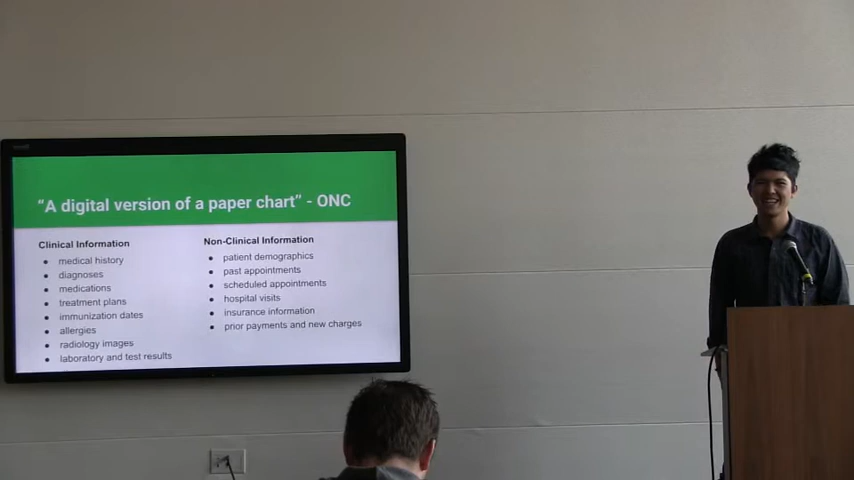 “A digital version of a paper chart” - ONC
Clinical Information
medical history
diagnoses
medications
treatment plans
immunization dates
allergies
radiology images
laboratory and test results
Non-Clinical Information
patient demographics
past appointments
scheduled appointments
hospital visits
insurance information
prior payments and new charges